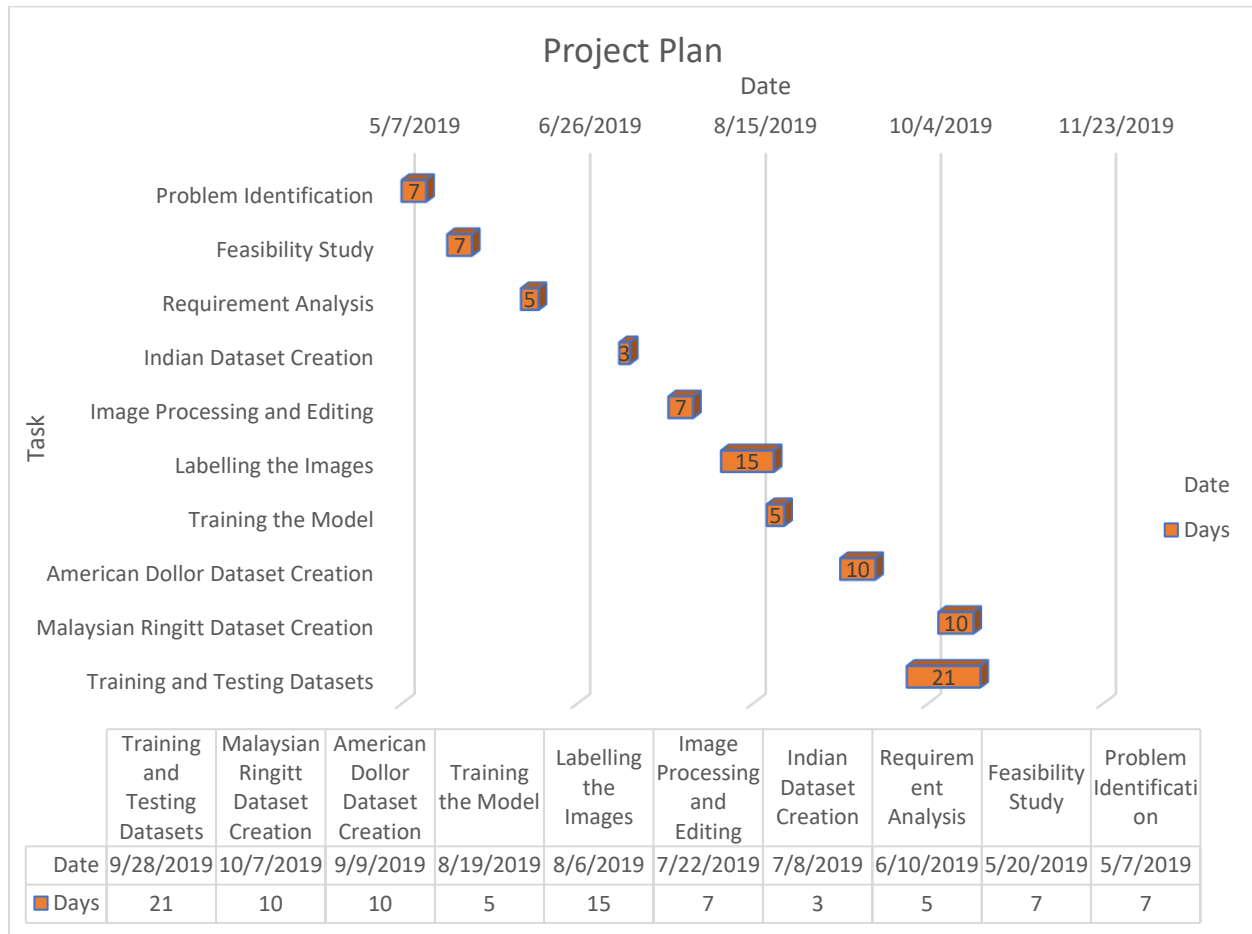 Project Plan
Date
5/7/2019 6/26/2019 8/15/2019 10/4/2019 11/23/2019
Task
Problem Identification 7
Feasibility Study 7
Requirement Analysis 5
Indian Dataset Creation 3
Image Processing and Editing 7
Labelling the Images 15
Training the Model 5
American Dollor Dataset Creation 10
Malaysian Ringitt Dataset Creation 10
Training and Testing Datasets 21
Date
Days
Training
and
Testing
Datasets
Malaysian
Ringitt
Dataset
Creation
American
Dollor
Dataset
Creation
Training
the Model
Labelling
the
Images
Image
Processing
and
Editing
Indian
Dataset
Creation
Requirem
ent
Analysis
Feasibility
Study
Problem
Identificati
on
Date 9/28/2019 10/7/2019 9/9/2019 8/19/2019 8/6/2019 7/22/2019 7/8/2019 6/10/2019 5/20/2019 5/7/2019
Days 21 10 10 5 15 7 3 5 7 7